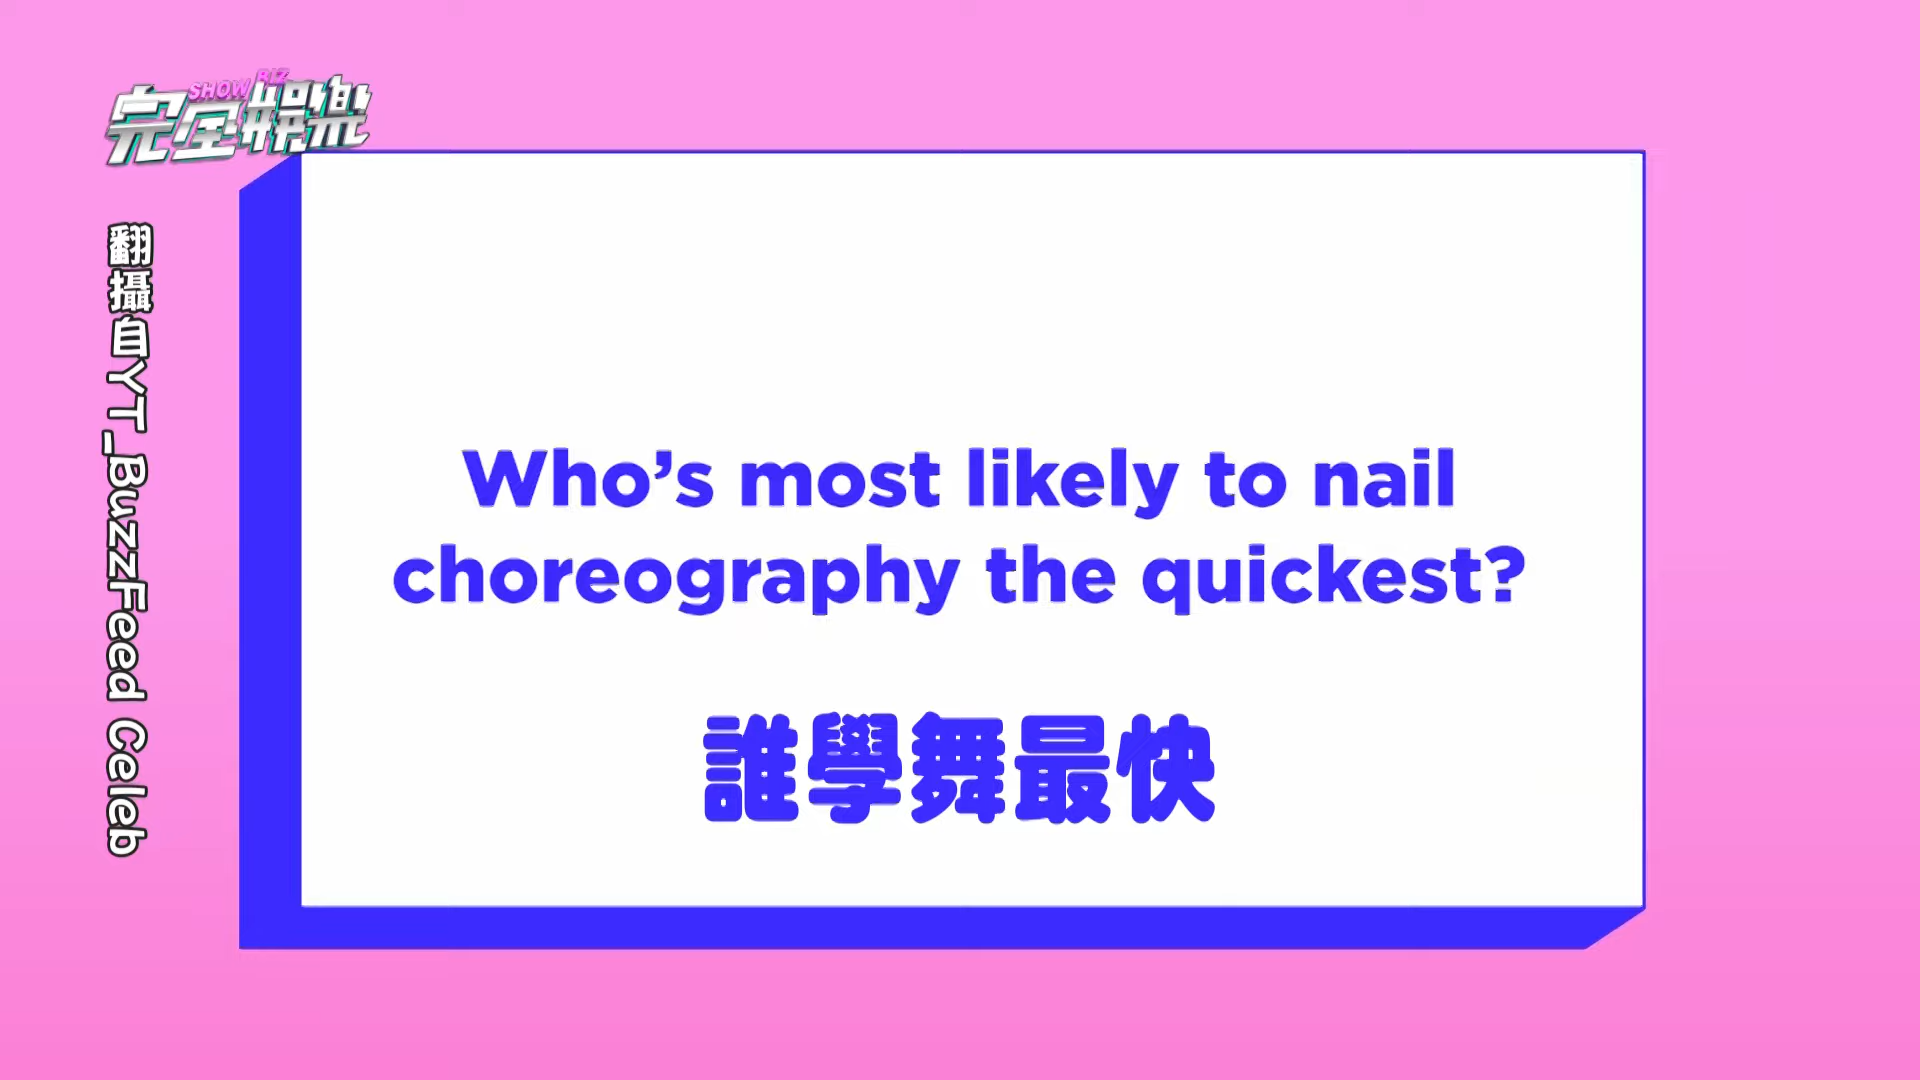 SHOW BIZ
完全娛樂
翻攝自YT_BuzzFeed Celeb
Who’s most likely to nail
choreography the quickest?
誰學舞最快